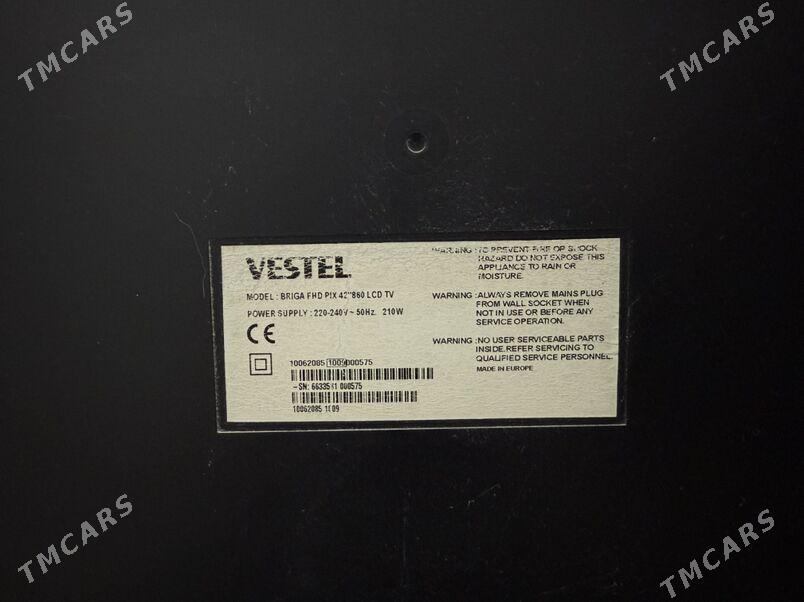 TMCARS
TMCARS
VESTEL
MODEL : BRIGA FHD PIX 42"860 LCD TV
POWER SUPPLY : 220-240V ~ 50Hz. 210W
CE
10062085 1009 000575
-SN: 6633581 000575
10062085 1009
WARNING :TO PREVENT FIRE OR SHOCK
HAZARD DO NOT EXPOSE THIS
APPLIANCE TO RAIN OR
MOISTURE.
WARNING :ALWAYS REMOVE MAINS PLUG
FROM WALL SOCKET WHEN
NOT IN USE OR BEFORE ANY
SERVICE OPERATION.
WARNING :NO USER SERVICEABLE PARTS
INSIDE.REFER SERVICING TO
QUALIFIED SERVICE PERSONNEL.
MADE IN EUROPE
TMCARS
TMCARS